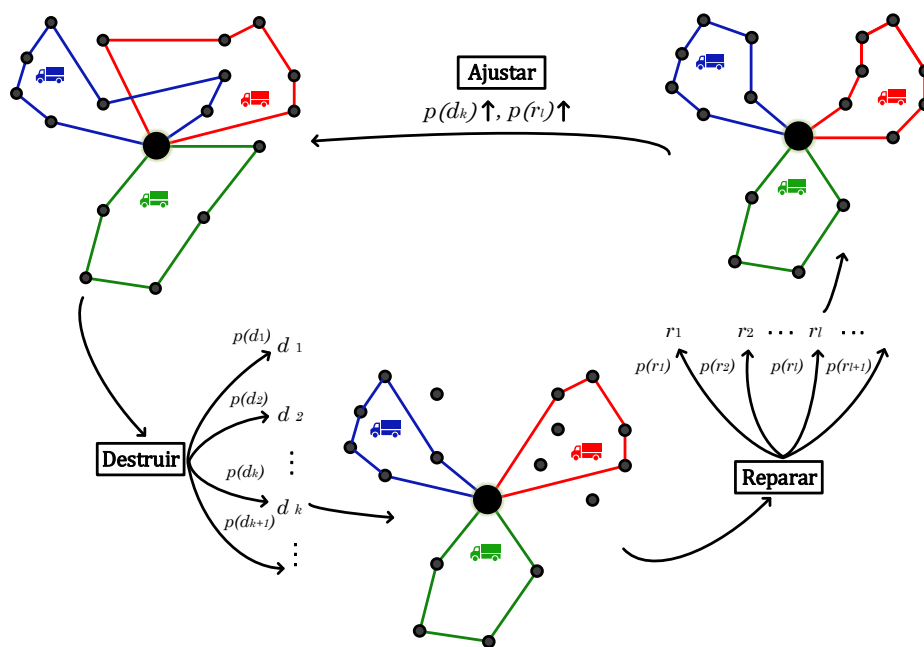 Ajustar
p(dk)↑, p(rl)↑
Destruir
p(d1)
d 1
p(d2)
d 2
⋮
p(dk)
d k
p(dk+1)
⋮
r1 r2 ⋯ rl ⋯
p(r1) p(r2) p(rl) p(rl+1)
Reparar